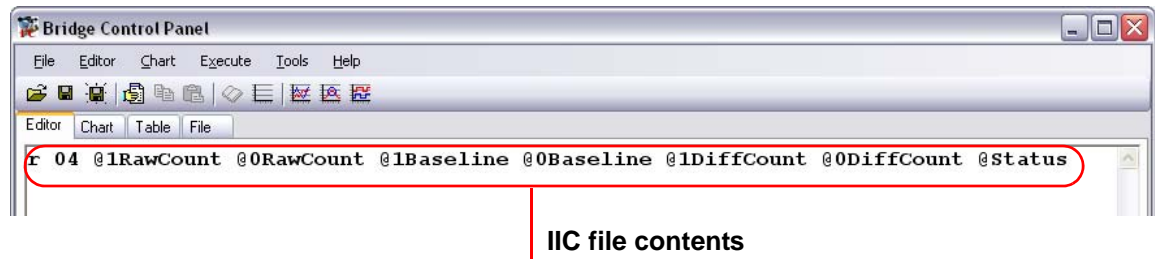 Bridge Control Panel
File Editor Chart Execute Tools Help
Editor Chart Table File
r 04 @1RawCount @0RawCount @1Baseline @0Baseline @1DiffCount @0DiffCount @Status
IIC file contents